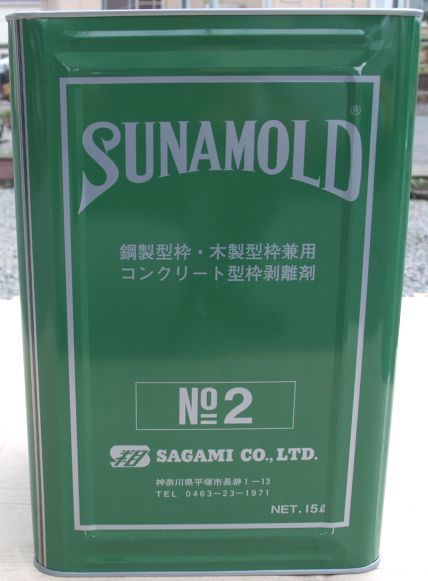 SUNAMOLD®
鋼製型枠・木製型枠兼用
コンクリート型枠剥離剤
№2
SAGAMI CO., LTD.
神奈川県平塚市長瀞1-13
TEL 0463-23-1971
NET. 15ℓ